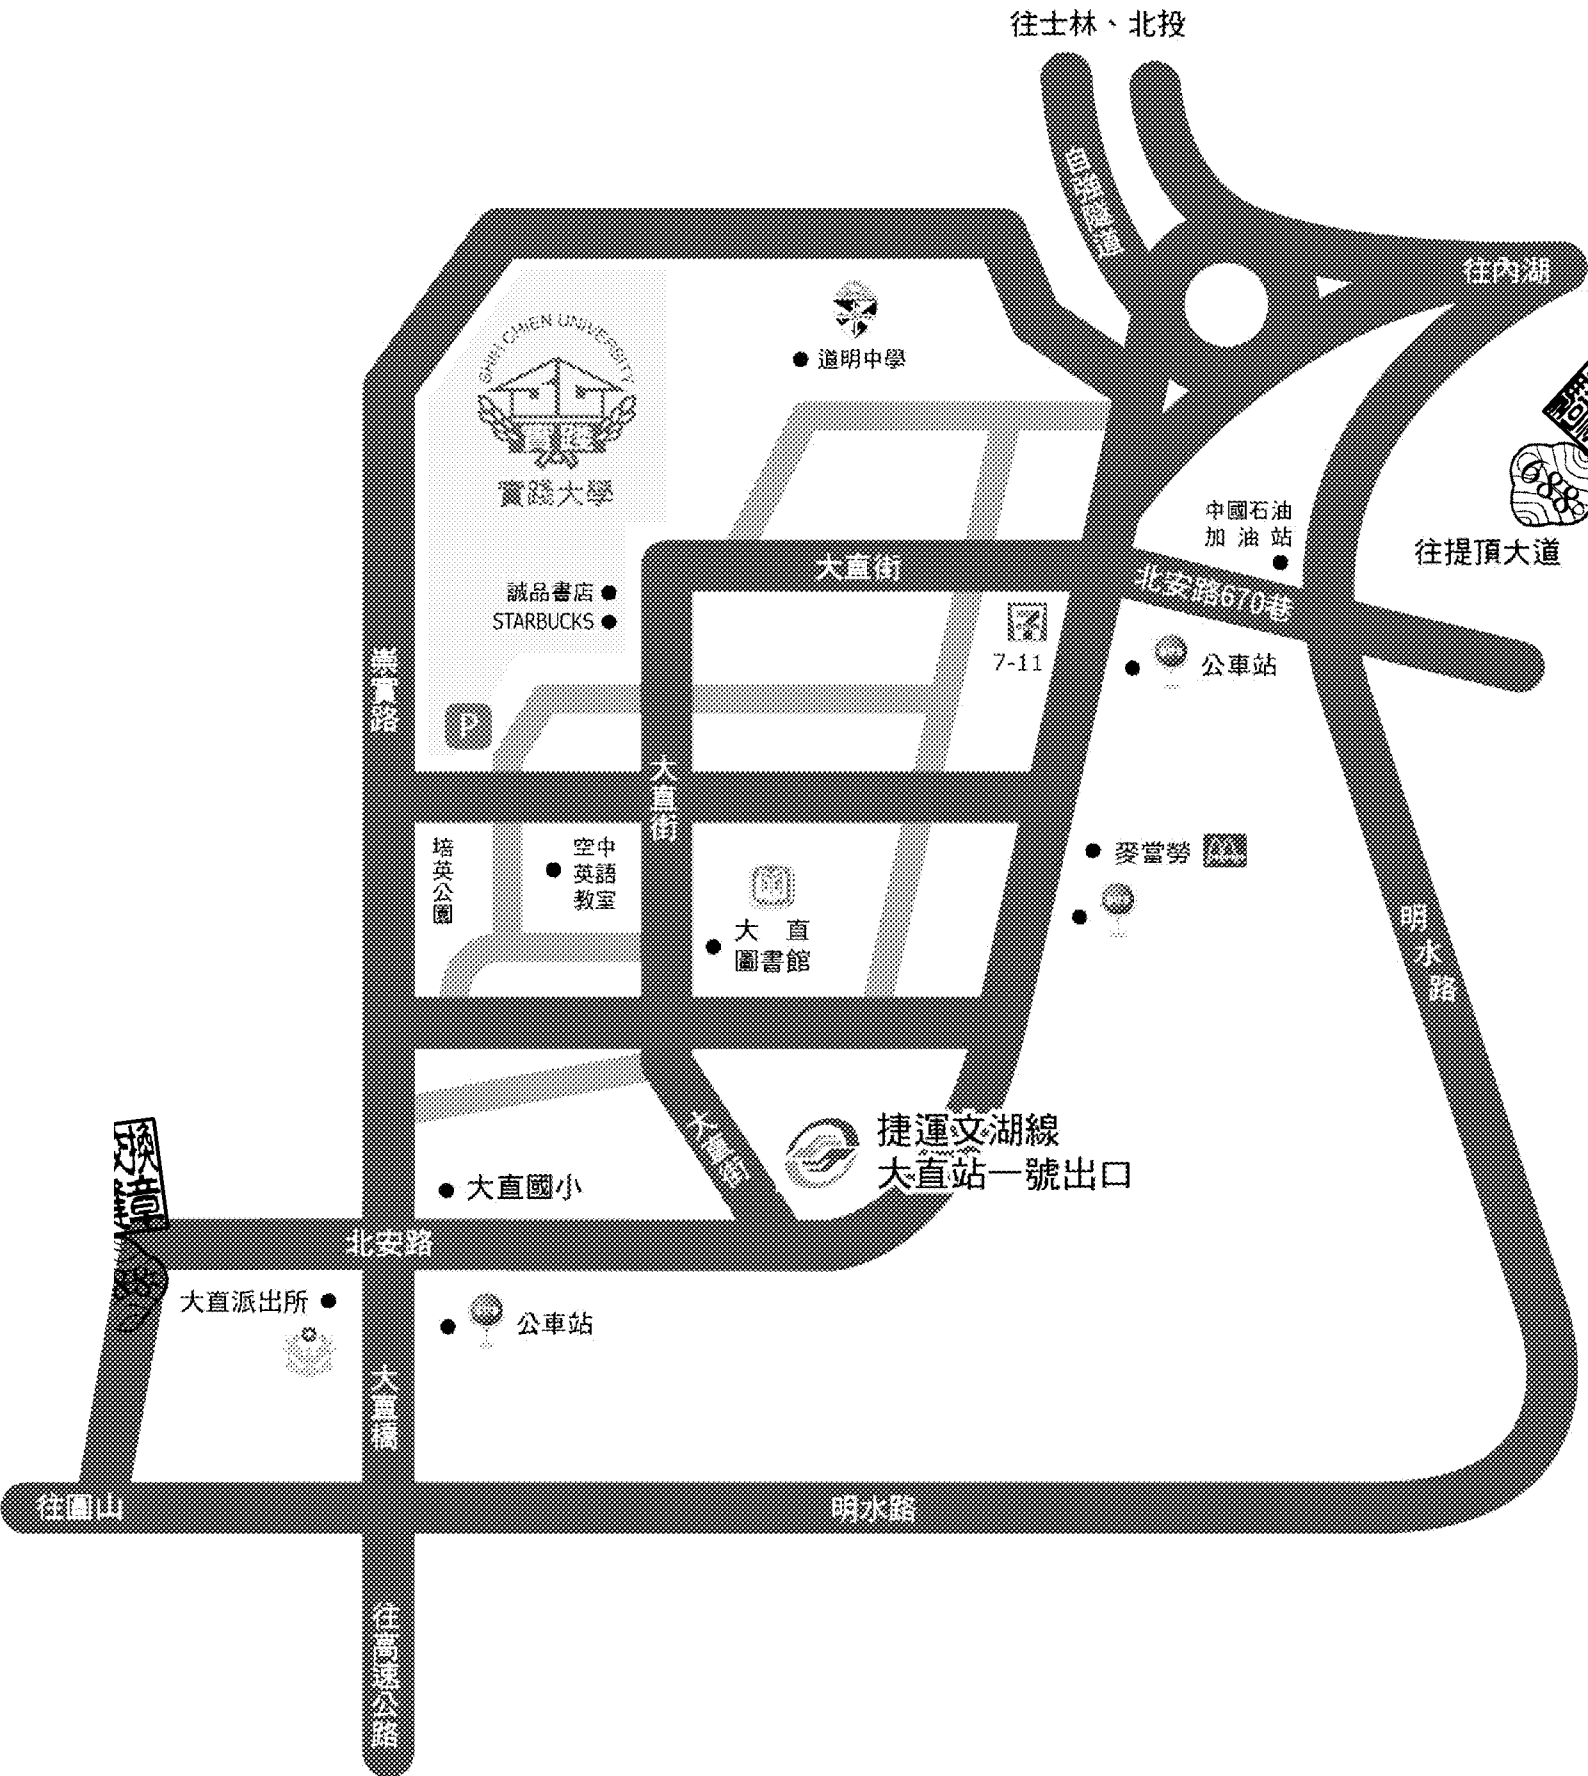 往士林、北投
自強隧道
往內湖
SHIH CHIEN UNIVERSITY
實踐
實踐大學
道明中學
中國石油
加油站
往提頂大道
688
大直街
北安路670巷
誠品書店
STARBUCKS
7-11
公車站
崇實路
P
大直街
培英公園
空中
英語
教室
大直
圖書館
麥當勞
明水路
捷運文湖線
大直站一號出口
大直街
大直國小
換
章
北安路
大直派出所
公車站
大直橋
往圓山
明水路
往高速公路